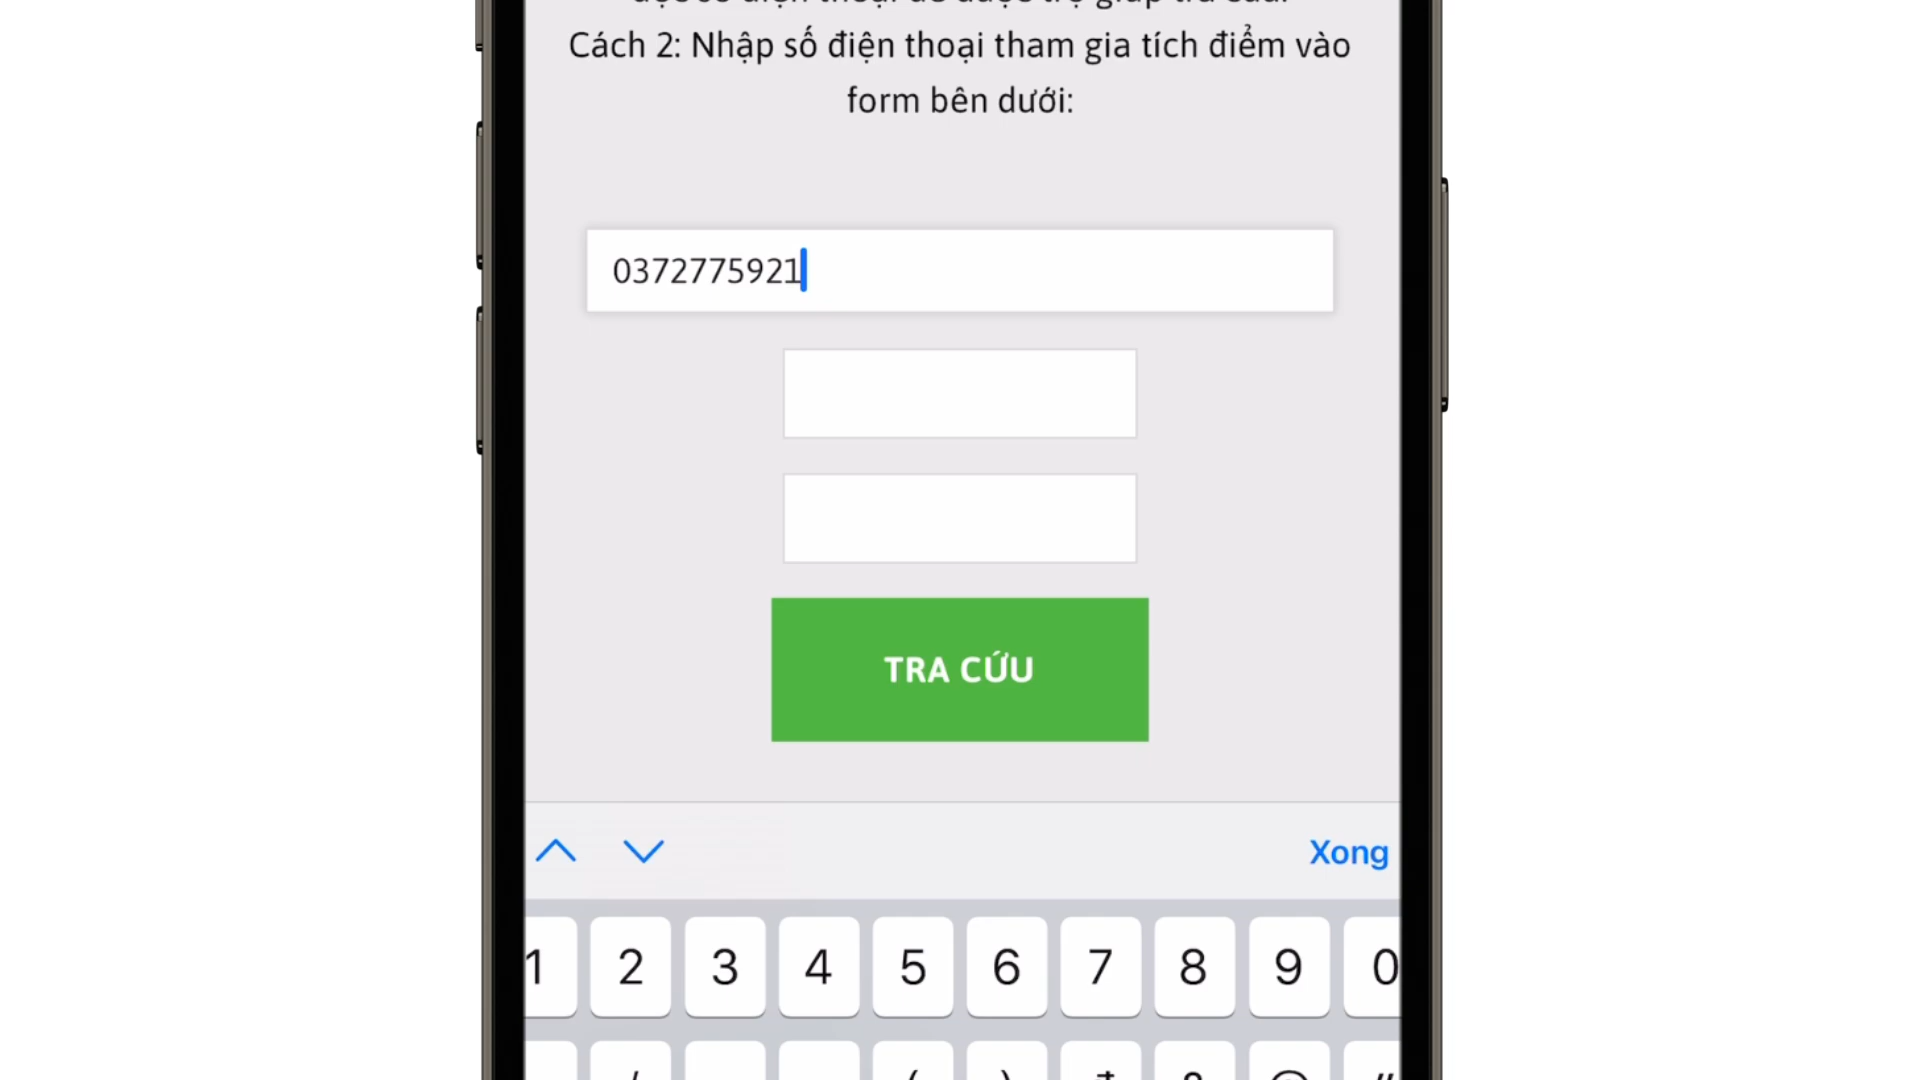 Cách 2: Nhập số điện thoại tham gia tích điểm vào
form bên dưới:
0372775921
TRA CỨU
Xong
1 2 3 4 5 6 7 8 9 0